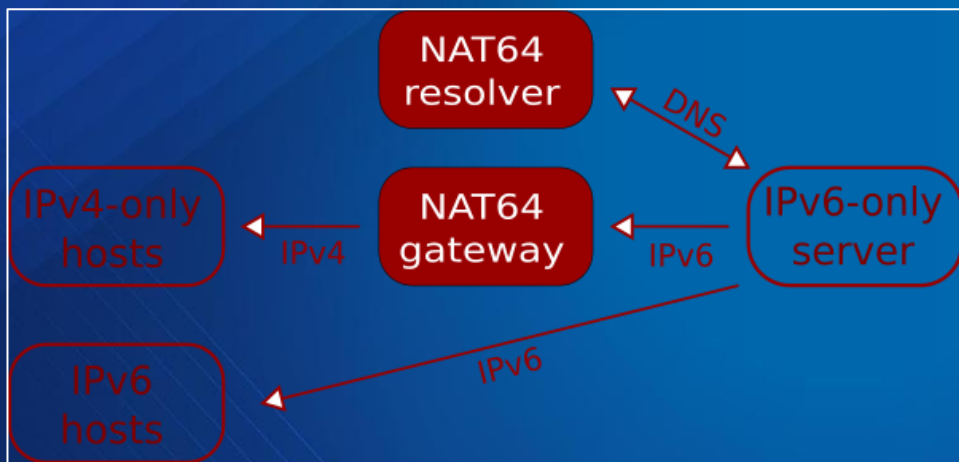 NAT64
resolver
DNS
IPv4-only
hosts
IPv4
NAT64
gateway
IPv6
IPv6-only
server
IPv6
hosts
IPv6